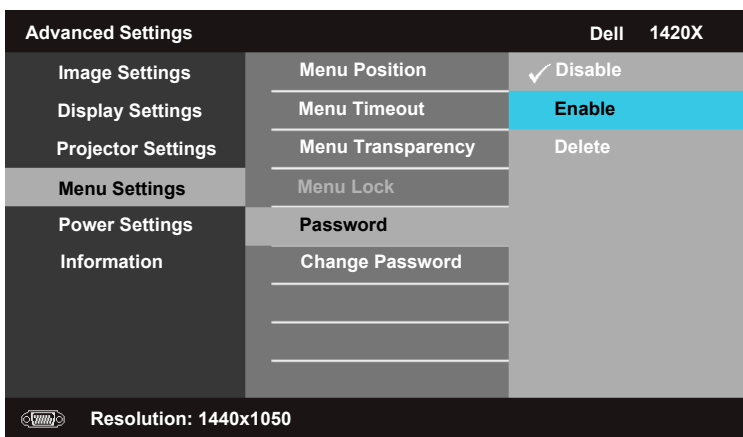 Advanced Settings
Dell 1420X
Image Settings
Display Settings
Projector Settings
Menu Settings
Power Settings
Information
Menu Position
Menu Timeout
Menu Transparency
Menu Lock
Password
Change Password
Disable
Enable
Delete
Resolution: 1440x1050